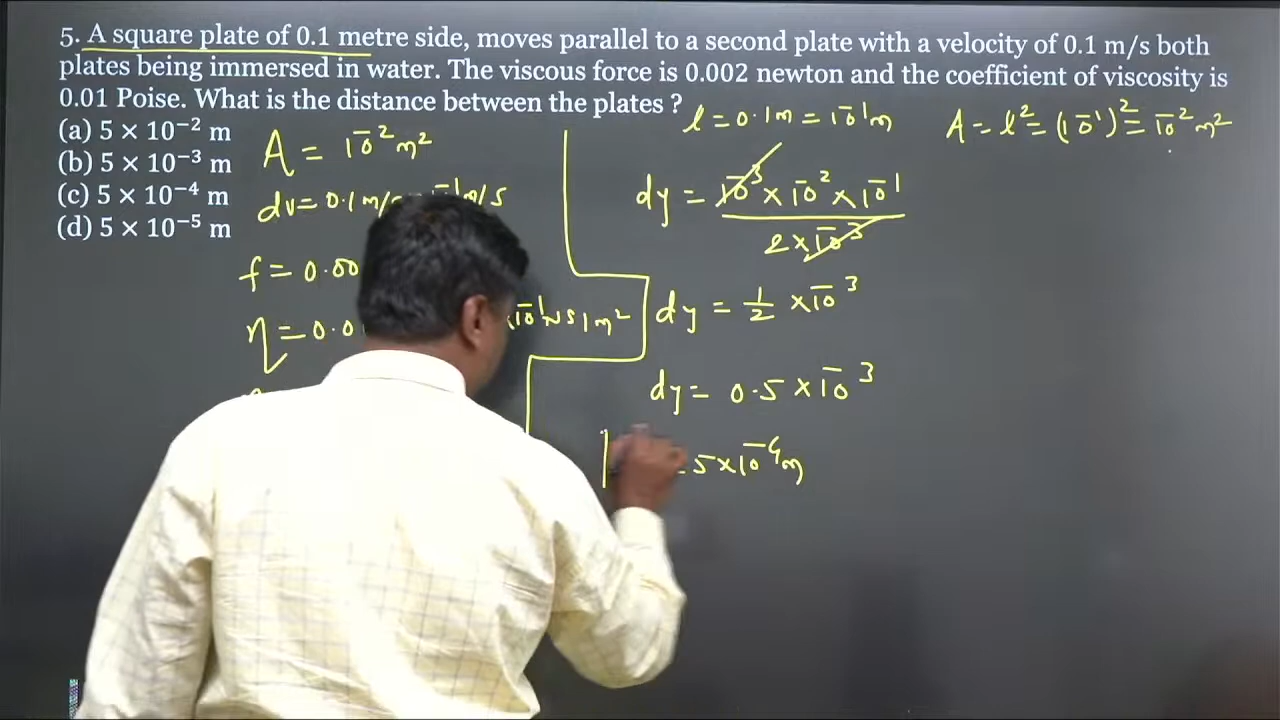 5. A square plate of 0.1 metre side, moves parallel to a second plate with a velocity of 0.1 m/s both
plates being immersed in water. The viscous force is 0.002 newton and the coefficient of viscosity is
0.01 Poise. What is the distance between the plates ?
(a) 5 × 10⁻² m
(b) 5 × 10⁻³ m
(c) 5 × 10⁻⁴ m
(d) 5 × 10⁻⁵ m
A = 10⁻² m²
dv = 0.1 m/s
f = 0.00
η = 0.0
×10⁻¹ NS/m²
l = 0.1m = 10⁻¹m
A = l² = (10⁻¹)² = 10⁻² m²
dy = 10⁻³ × 10⁻² × 10⁻¹
2 × 10⁻³
dy = 1/2 × 10⁻³
dy = 0.5 × 10⁻³
= 5 × 10⁻⁴ m